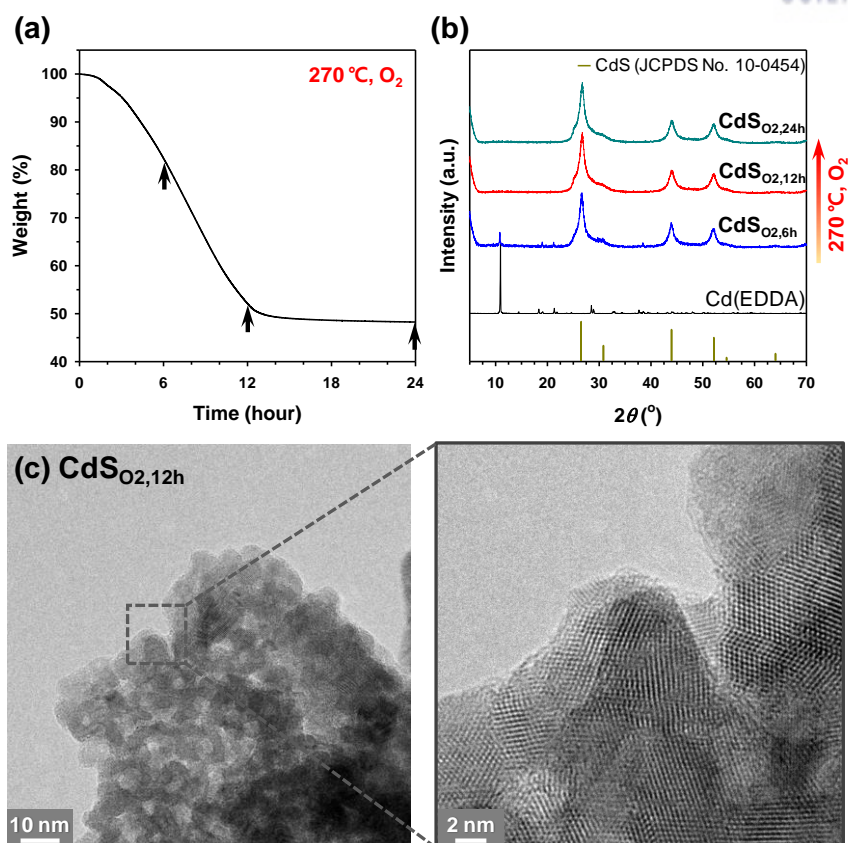 (a)
270 ℃, O2
Weight (%)
100
90
80
70
60
50
40
0
6
12
18
24
Time (hour)
(b)
CdS (JCPDS No. 10-0454)
CdSO2,24h
CdSO2,12h
CdSO2,6h
Cd(EDDA)
270 ℃, O2
Intensity (a.u.)
10
20
30
40
50
60
70
2θ (o)
(c) CdSO2,12h
10 nm
2 nm